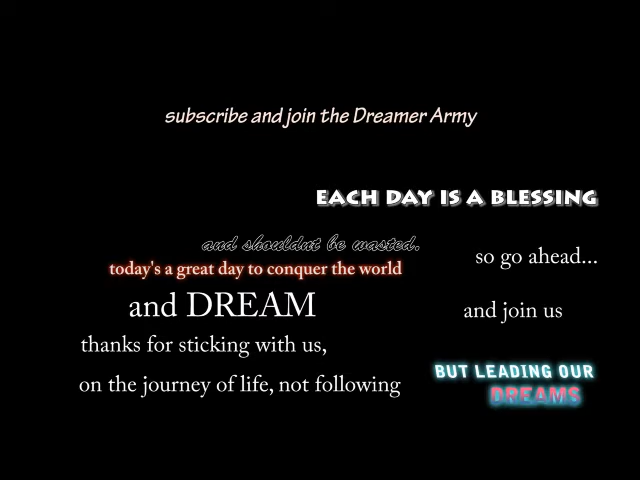 subscribe and join the Dreamer Army
EACH DAY IS A BLESSING
and shouldnt be wasted.
so go ahead...
today's a great day to conquer the world
and DREAM
and join us
thanks for sticking with us,
on the journey of life, not following
BUT LEADING OUR
DREAMS